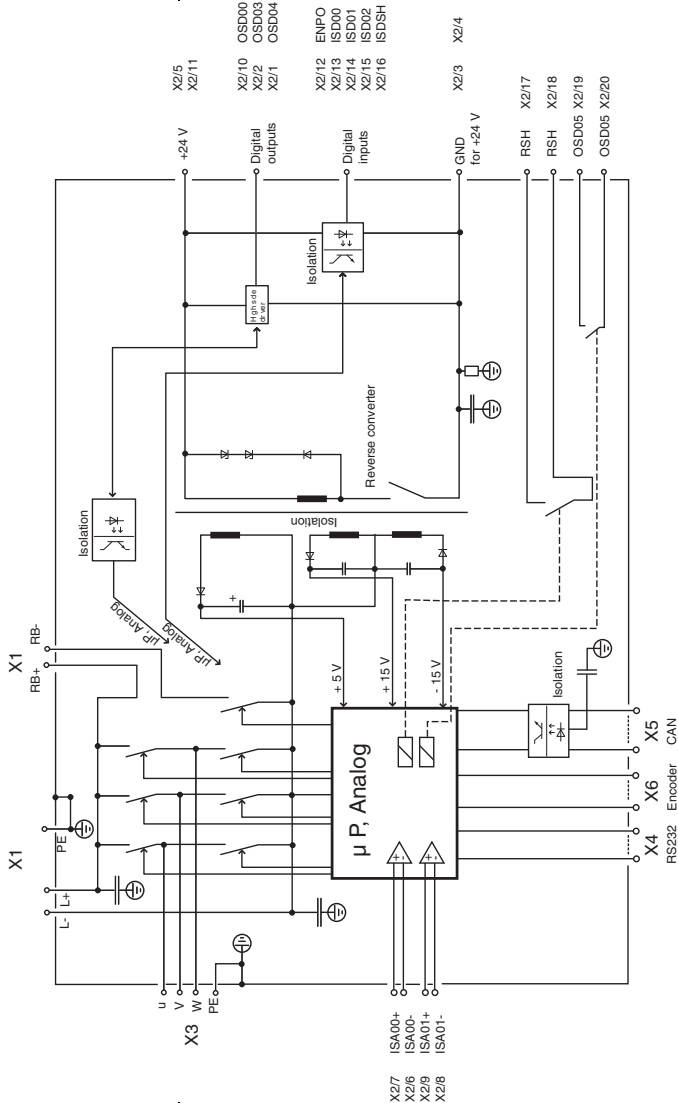 X2/5
X2/11
+24 V
X2/10 OSD00
X2/2 OSD03
X2/1 OSD04
Digital
outputs
X2/12 ENPO
X2/13 ISD00
X2/14 ISD01
X2/15 ISD02
X2/16 ISDSH
Digital
inputs
X2/3 X2/4
GND
for +24 V
RSH X2/17
RSH X2/18
OSD05 X2/19
OSD05 X2/20
Isolation
Highside
driver
Reverse converter
Isolation
Isolation
µP, Analog
µP, Analog
X1
RB-
RB+
X1
PE
L+
L-
u
V
W
PE
X3
+ 5 V
+ 15 V
- 15 V
+
µ P, Analog
+
-
+
-
Isolation
X5
CAN
X6
Encoder
X4
RS232
X2/7 ISA00+
X2/6 ISA00-
X2/9 ISA01+
X2/8 ISA01-